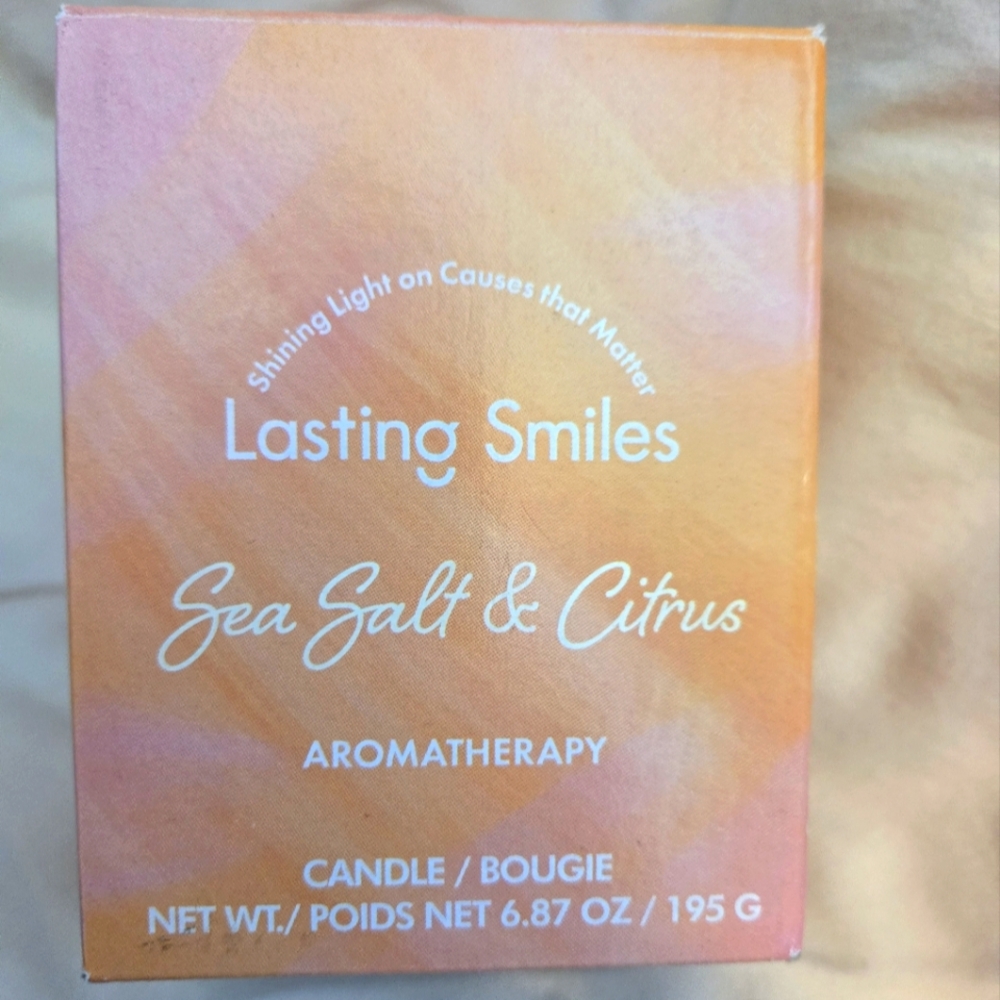 Shining Light on Causes that Matter
Lasting Smiles
Sea Salt & Citrus
AROMATHERAPY
CANDLE / BOUGIE
NET WT./ POIDS NET 6.87 OZ / 195 G